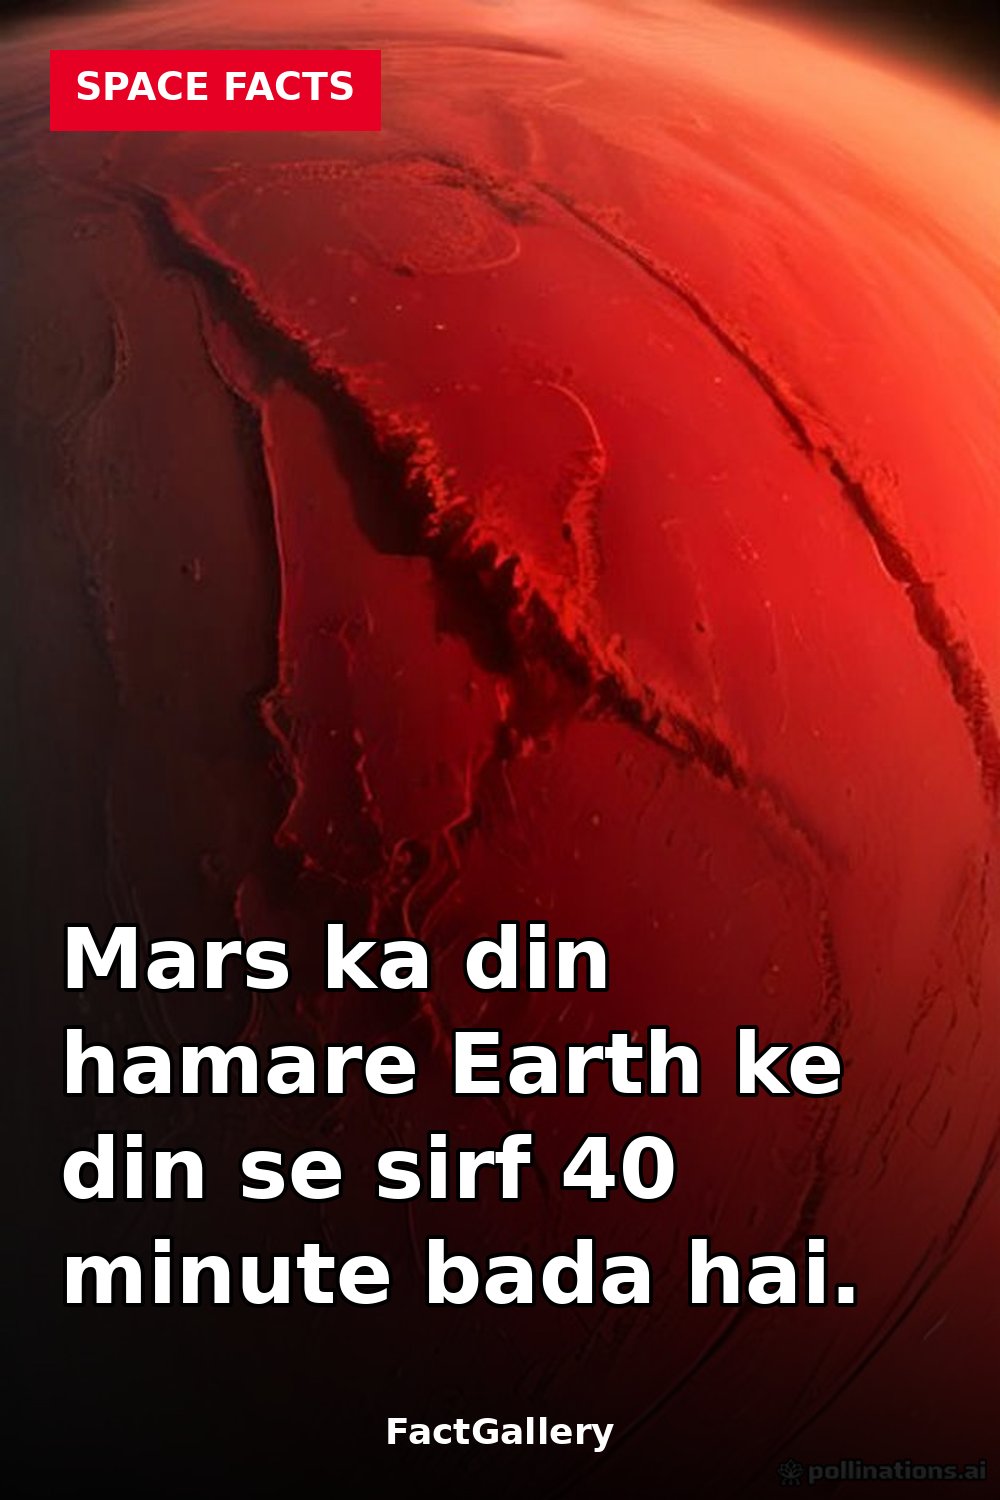 SPACE FACTS
Mars ka din
hamare Earth ke
din se sirf 40
minute bada hai.
FactGallery
pollinations.ai